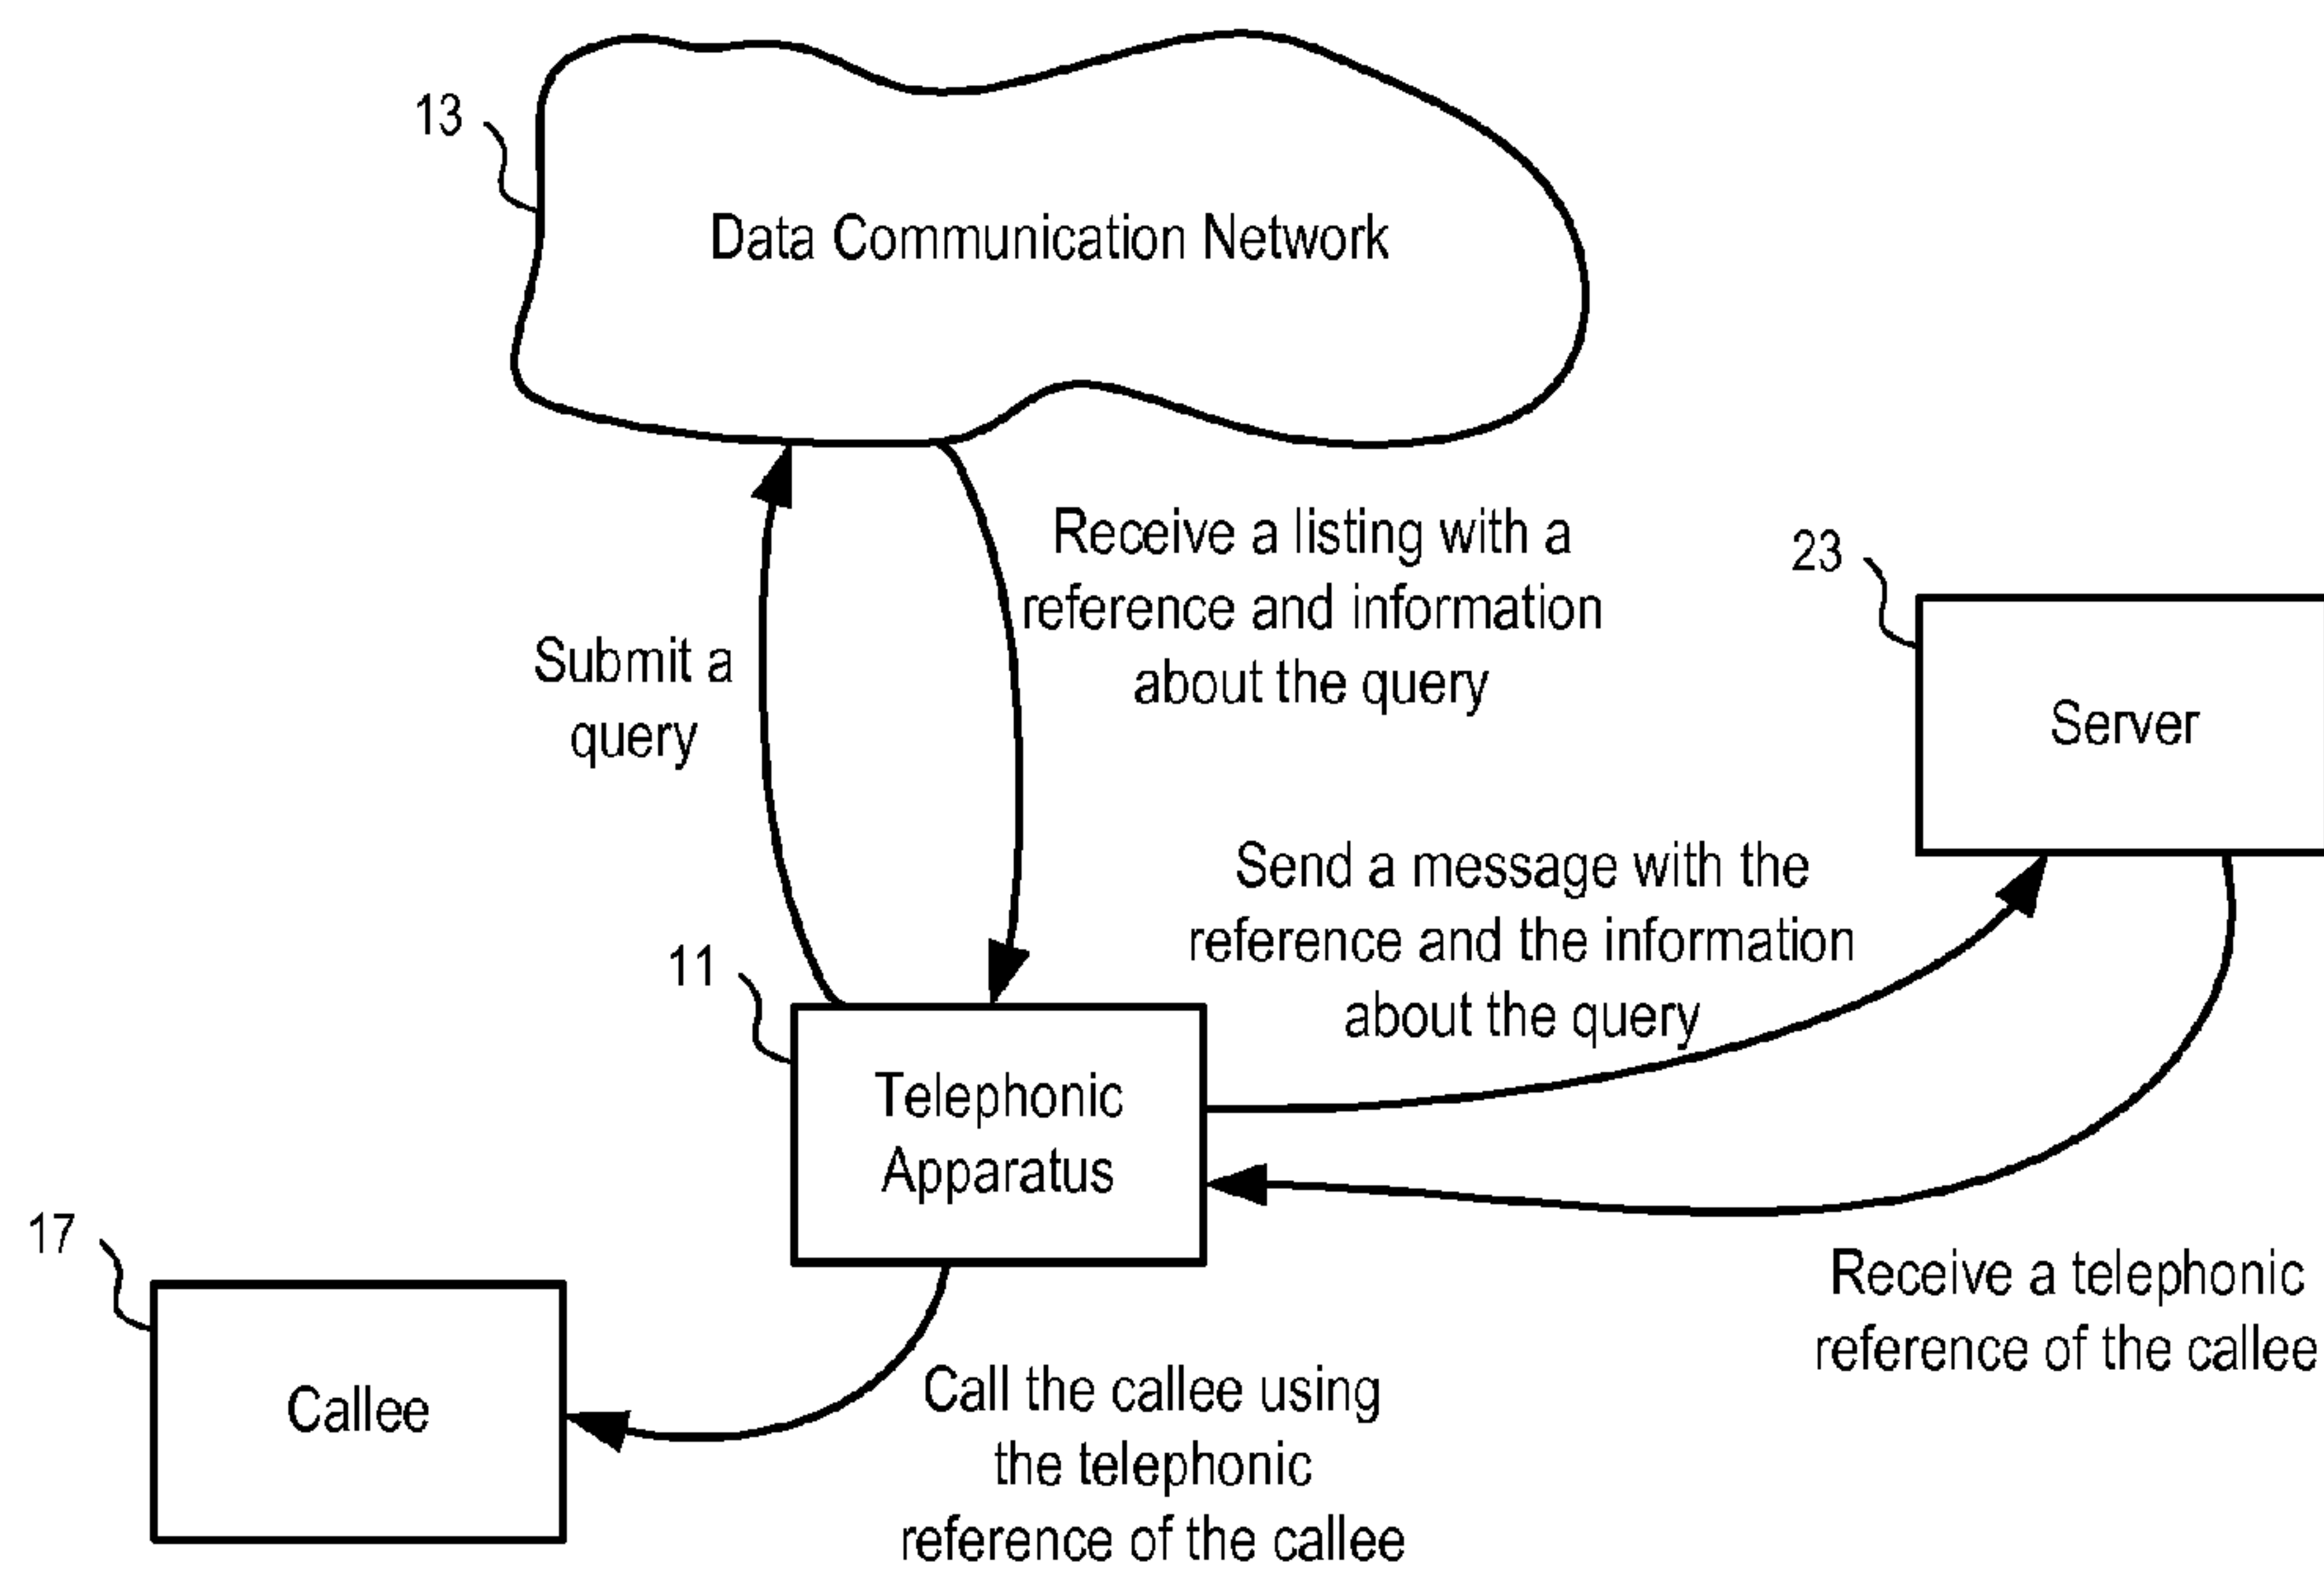 13
Data Communication Network
Receive a listing with a
reference and information
about the query
Submit a
query
23
Server
Send a message with the
reference and the information
about the query
11
Telephonic
Apparatus
17
Callee
Receive a telephonic
reference of the callee
Call the callee using
the telephonic
reference of the callee